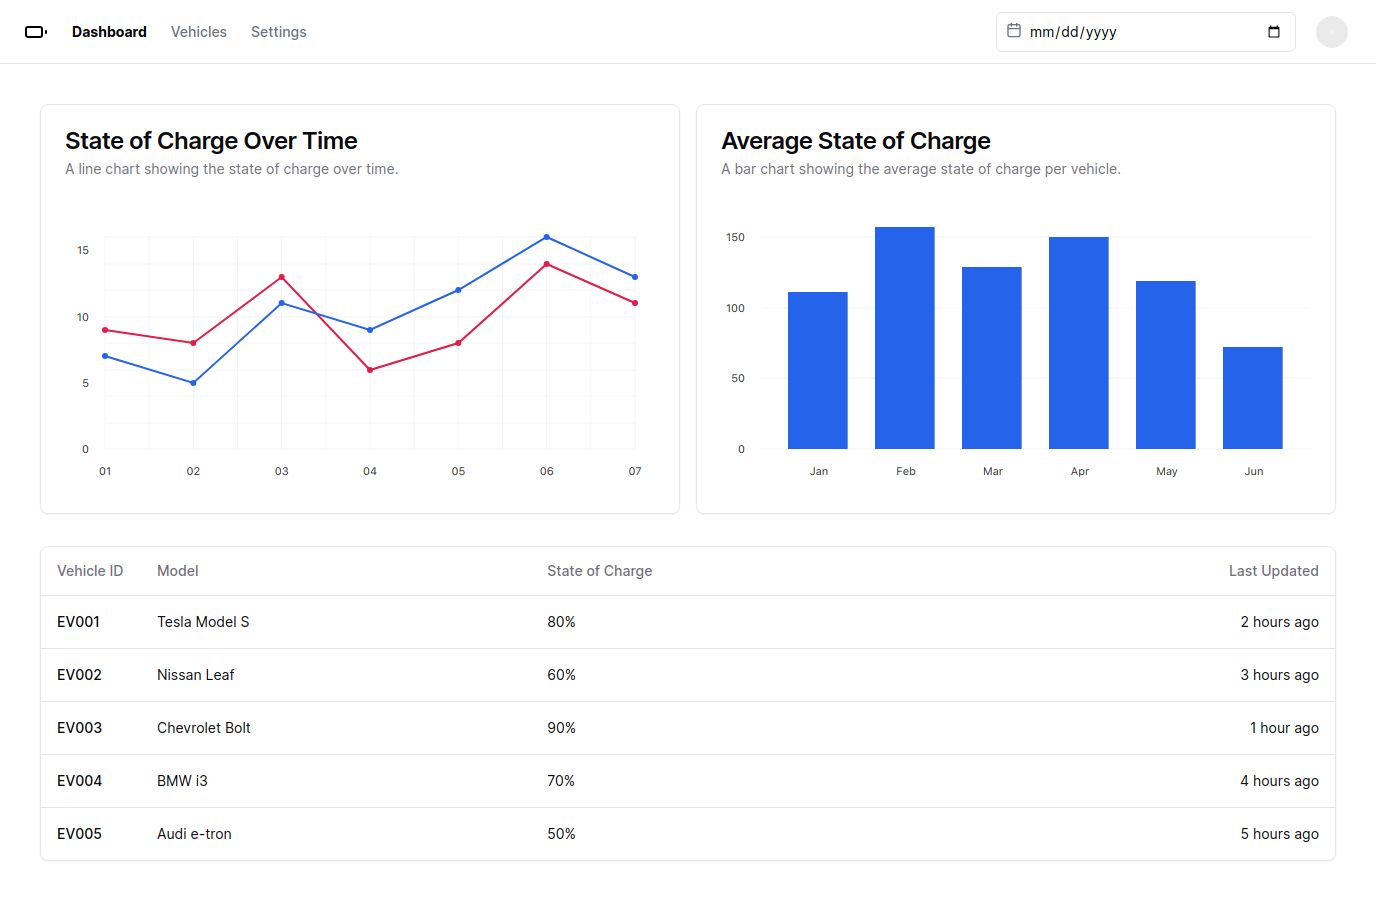 Dashboard Vehicles Settings mm/dd/yyyy
State of Charge Over Time
A line chart showing the state of charge over time.
15
10
5
0
01 02 03 04 05 06 07
Average State of Charge
A bar chart showing the average state of charge per vehicle.
150
100
50
0
Jan Feb Mar Apr May Jun
Vehicle ID Model State of Charge Last Updated
EV001 Tesla Model S 80% 2 hours ago
EV002 Nissan Leaf 60% 3 hours ago
EV003 Chevrolet Bolt 90% 1 hour ago
EV004 BMW i3 70% 4 hours ago
EV005 Audi e-tron 50% 5 hours ago